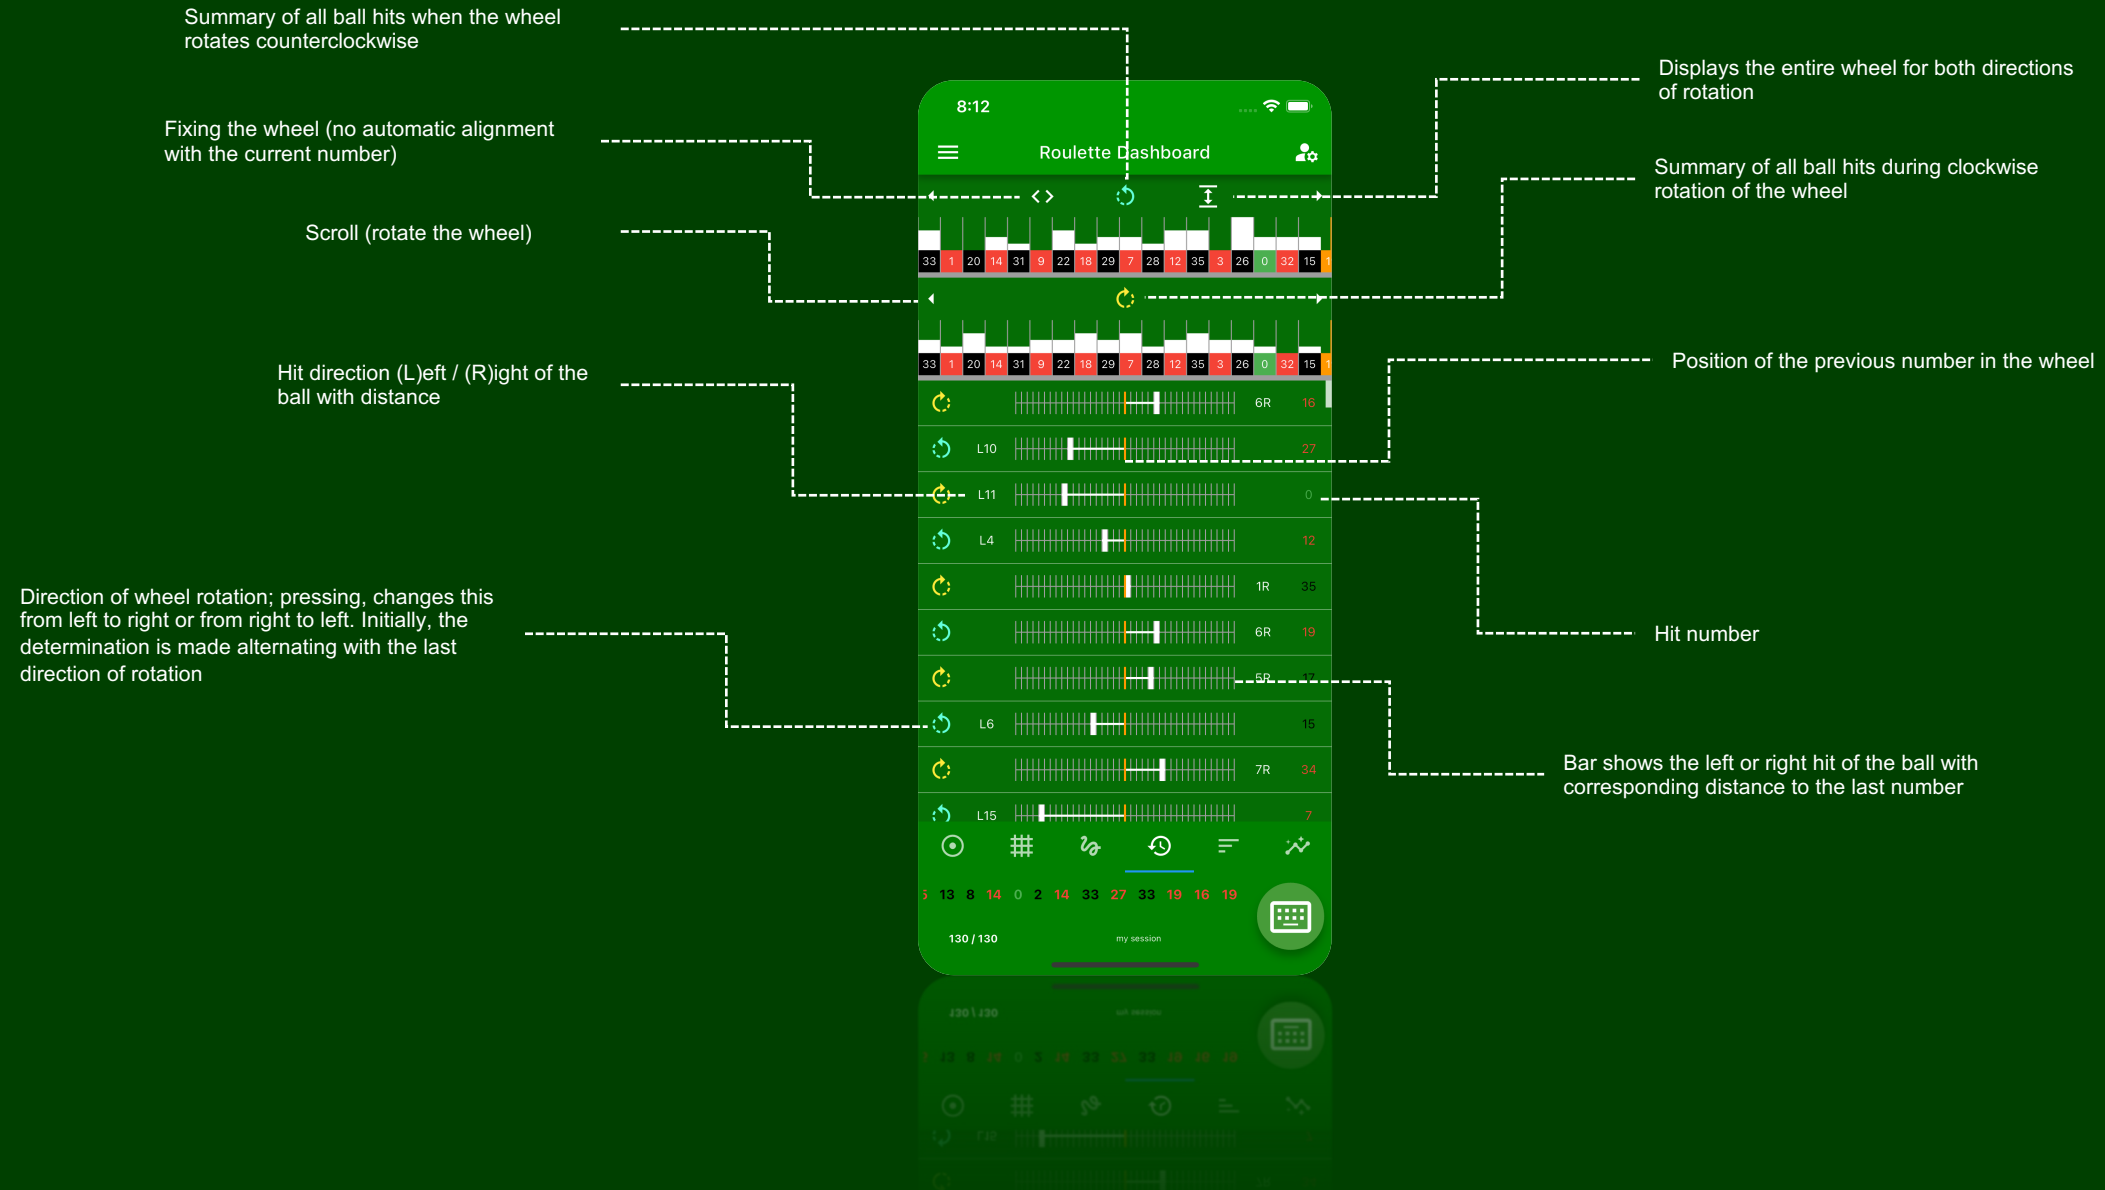 Summary of all ball hits when the wheel
rotates counterclockwise
Fixing the wheel (no automatic alignment
with the current number)
Scroll (rotate the wheel)
Hit direction (L)eft / (R)ight of the
ball with distance
Direction of wheel rotation; pressing, changes this
from left to right or from right to left. Initially, the
determination is made alternating with the last
direction of rotation
8:12
Roulette Dashboard
33 1 20 14 31 9 22 18 29 7 28 12 35 3 26 0 32 15 1
33 1 20 14 31 9 22 18 29 7 28 12 35 3 26 0 32 15 1
6R 16
L10 27
L11 0
L4 12
1R 35
6R 19
5R 17
L6 15
7R 34
L15 7
13 8 14 0 2 14 33 27 33 19 16 19
130 / 130 my session
Displays the entire wheel for both directions
of rotation
Summary of all ball hits during clockwise
rotation of the wheel
Position of the previous number in the wheel
Hit number
Bar shows the left or right hit of the ball with
corresponding distance to the last number